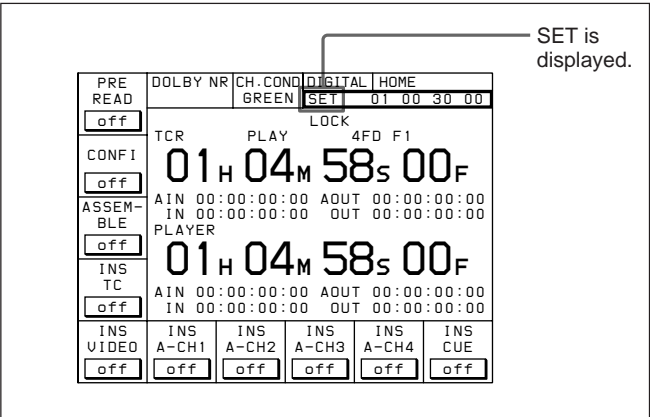 SET is
displayed.
PRE
READ
off
DOLBY NR CH.COND DIGITAL HOME
GREEN SET 01 00 30 00
LOCK
TCR PLAY 4FD F1
01H 04M 58S 00F
AIN 00:00:00:00 AOUT 00:00:00:00
IN 00:00:00:00 OUT 00:00:00:00
CONFI
off
ASSEM-
BLE
off
PLAYER
01H 04M 58S 00F
AIN 00:00:00:00 AOUT 00:00:00:00
IN 00:00:00:00 OUT 00:00:00:00
INS
TC
off
INS
VIDEO
off
INS
A-CH1
off
INS
A-CH2
off
INS
A-CH3
off
INS
A-CH4
off
INS
CUE
off